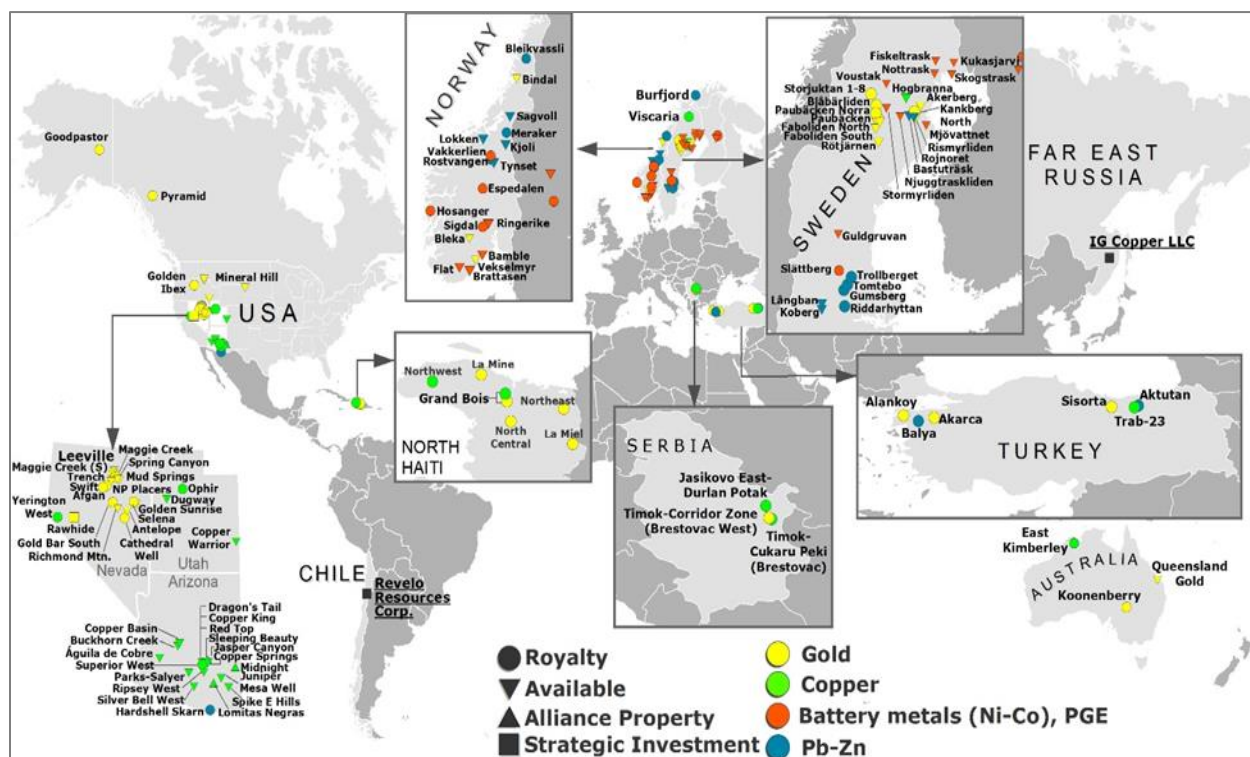 Goodpastor
Pyramid
Golden
Ibex
Mineral Hill
USA
NORWAY
Bleikvassli
Bindal
Sagvoll
Lokken
Meraker
Kjoli
Vakkerlien
Rostvangen
Tynset
Espedalen
Hosanger
Sigdal
Ringerike
Bleka
Bamble
Flat
Vekselmyr
Brattasen
Burfjord
Viscaria
SWEDEN
Fiskeltrask
Kukasjarvi
Nottrask
Skogstrask
Voustak
Hogbranna
Storjuktan 1-8
Akerberg
Blåbärliden
Kankberg
North
Paubäcken Norra
Paubäcken
Mjövattnet
Faboliden North
Rismyrliden
Faboliden South
Rojnoret
Rötjärnen
Bastuträsk
Njuggtraskliden
Stormyrliden
Guldgruvan
Slättberg
Trollberget
Tomtebo
Gumsberg
Långban
Koberg
Riddarhyttan
FAR EAST
RUSSIA
IG Copper LLC
Northwest
La Mine
Grand Bois
Northeast
North
Central
La Miel
NORTH
HAITI
SERBIA
Jasikovo East-
Durlan Potak
Timok-Corridor Zone
(Brestovac West)
Timok-
Cukaru Peki
(Brestovac)
Alankoy
Balya
Akarca
Sisorta
Aktutan
Trab-23
TURKEY
East
Kimberley
AUSTRALIA
Queensland
Gold
Koonenberry
CHILE
Revelo
Resources
Corp.
Leeville
Maggie Creek
Maggie Creek (S)
Spring Canyon
Trench
Mud Springs
Swift
NP Placers
Afgan
Ophir
Dugway
Yerington
West
Golden Sunrise
Selena
Rawhide
Antelope
Gold Bar South
Cathedral
Well
Richmond Mtn.
Copper
Warrior
Nevada
Utah
Arizona
Dragon's Tail
Copper King
Red Top
Sleeping Beauty
Copper Basin
Buckhorn Creek
Jasper Canyon
Águila de Cobre
Copper Springs
Superior West
Midnight
Parks-Salyer
Juniper
Ripsey West
Mesa Well
Silver Bell West
Spike E Hills
Hardshell Skarn
Lomitas Negras
Royalty
Available
Alliance Property
Strategic Investment
Gold
Copper
Battery metals (Ni-Co), PGE
Pb-Zn